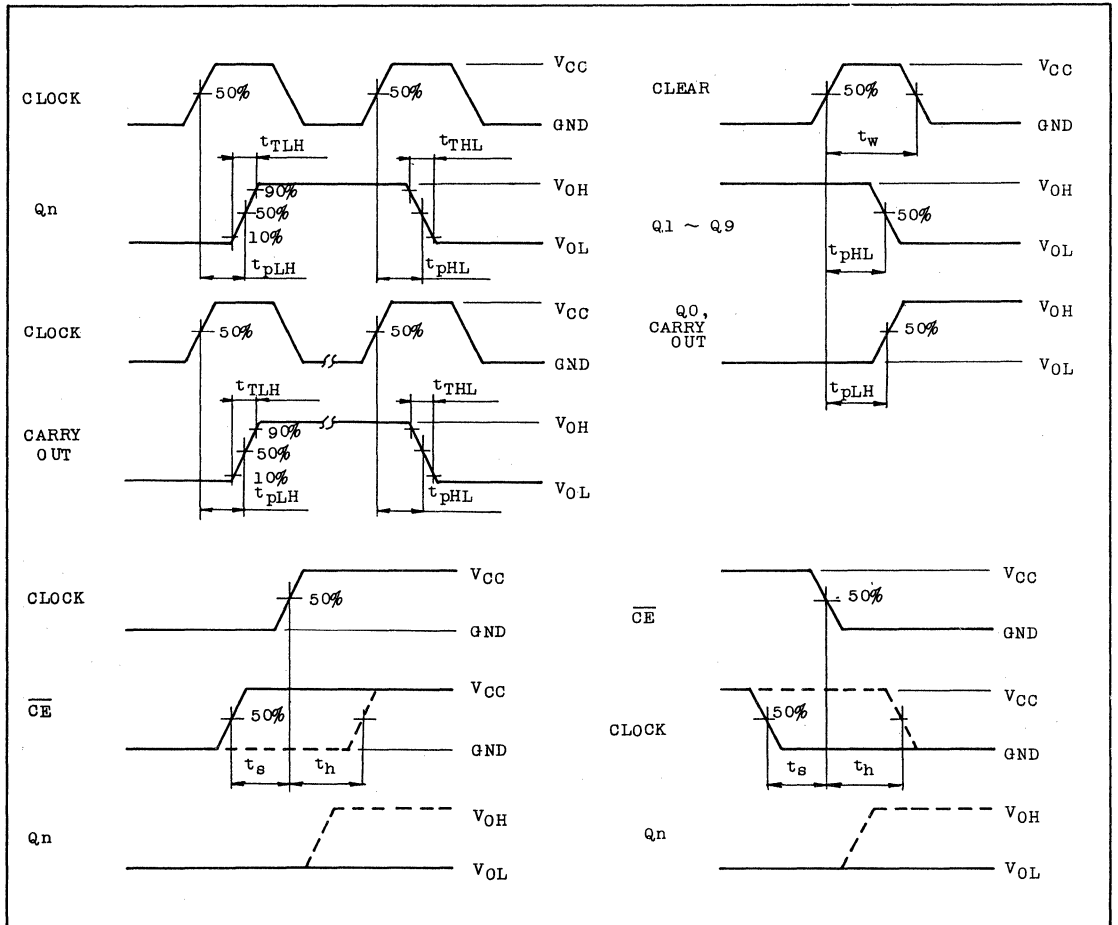 CLOCK
50%
50%
VCC
GND
tTLH
tTHL
Qn
90%
50%
10%
VOH
VOL
tpLH
tpHL
CLOCK
50%
50%
VCC
GND
tTLH
tTHL
CARRY
OUT
90%
50%
10%
VOH
VOL
tpLH
tpHL
CLEAR
50%
VCC
GND
tw
Q1 ~ Q9
50%
VOH
VOL
tpHL
Q0,
CARRY
OUT
50%
VOH
VOL
tpLH
CLOCK
50%
VCC
GND
CE
50%
VCC
GND
ts
th
Qn
VOH
VOL
CE
50%
VCC
GND
CLOCK
50%
VCC
GND
ts
th
Qn
VOH
VOL